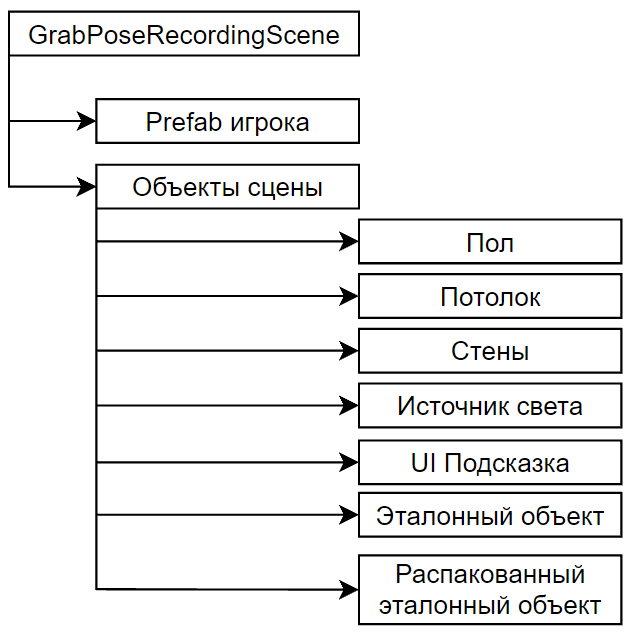 GrabPoseRecordingScene
Prefab игрока
Объекты сцены
Пол
Потолок
Стены
Источник света
UI Подсказка
Эталонный объект
Распакованный
эталонный объект